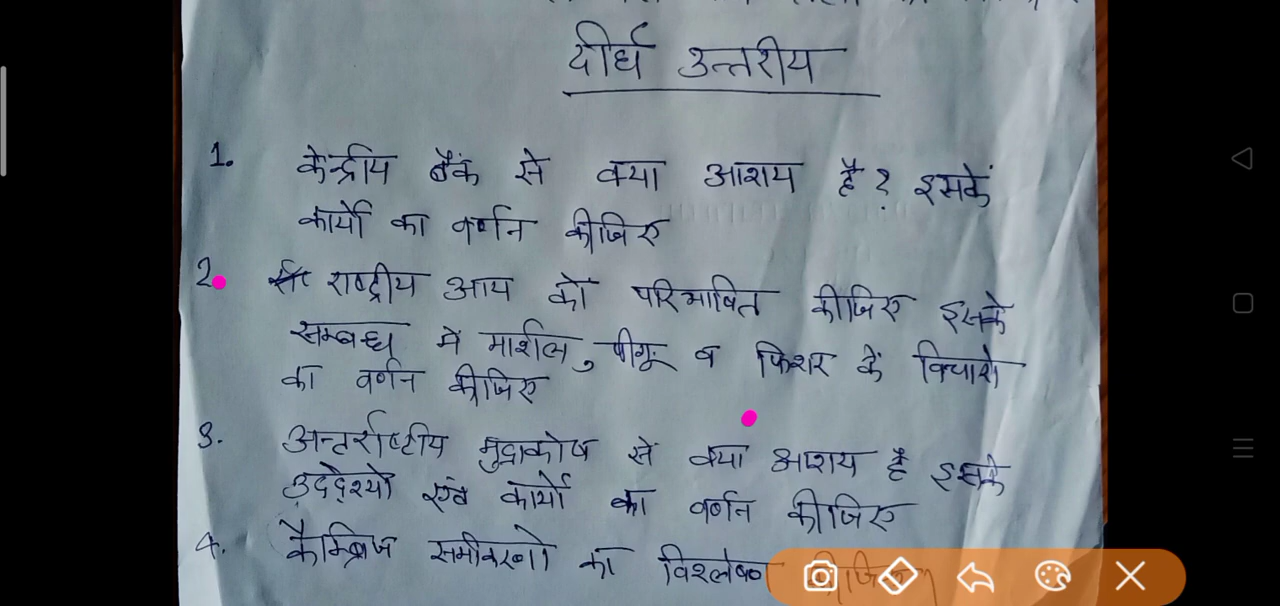 दीर्घ उत्तरीय
1. केन्द्रीय बैंक से क्या आशय है? इसकें
कार्यो का वर्णन कीजिए
2. राष्ट्रीय आय को परिभाषित कीजिए इसके
सम्बन्ध में मार्शल, पीगू व फिशर कें विचारो
का वर्णन कीजिए
3. अन्तर्राष्टीय मुद्राकोष सें क्या आशय है इसके
उद्देश्यो एंव कार्यो का वर्णन कीजिए
4. कैम्ब्रिज समीकरणो का विश्लेषण